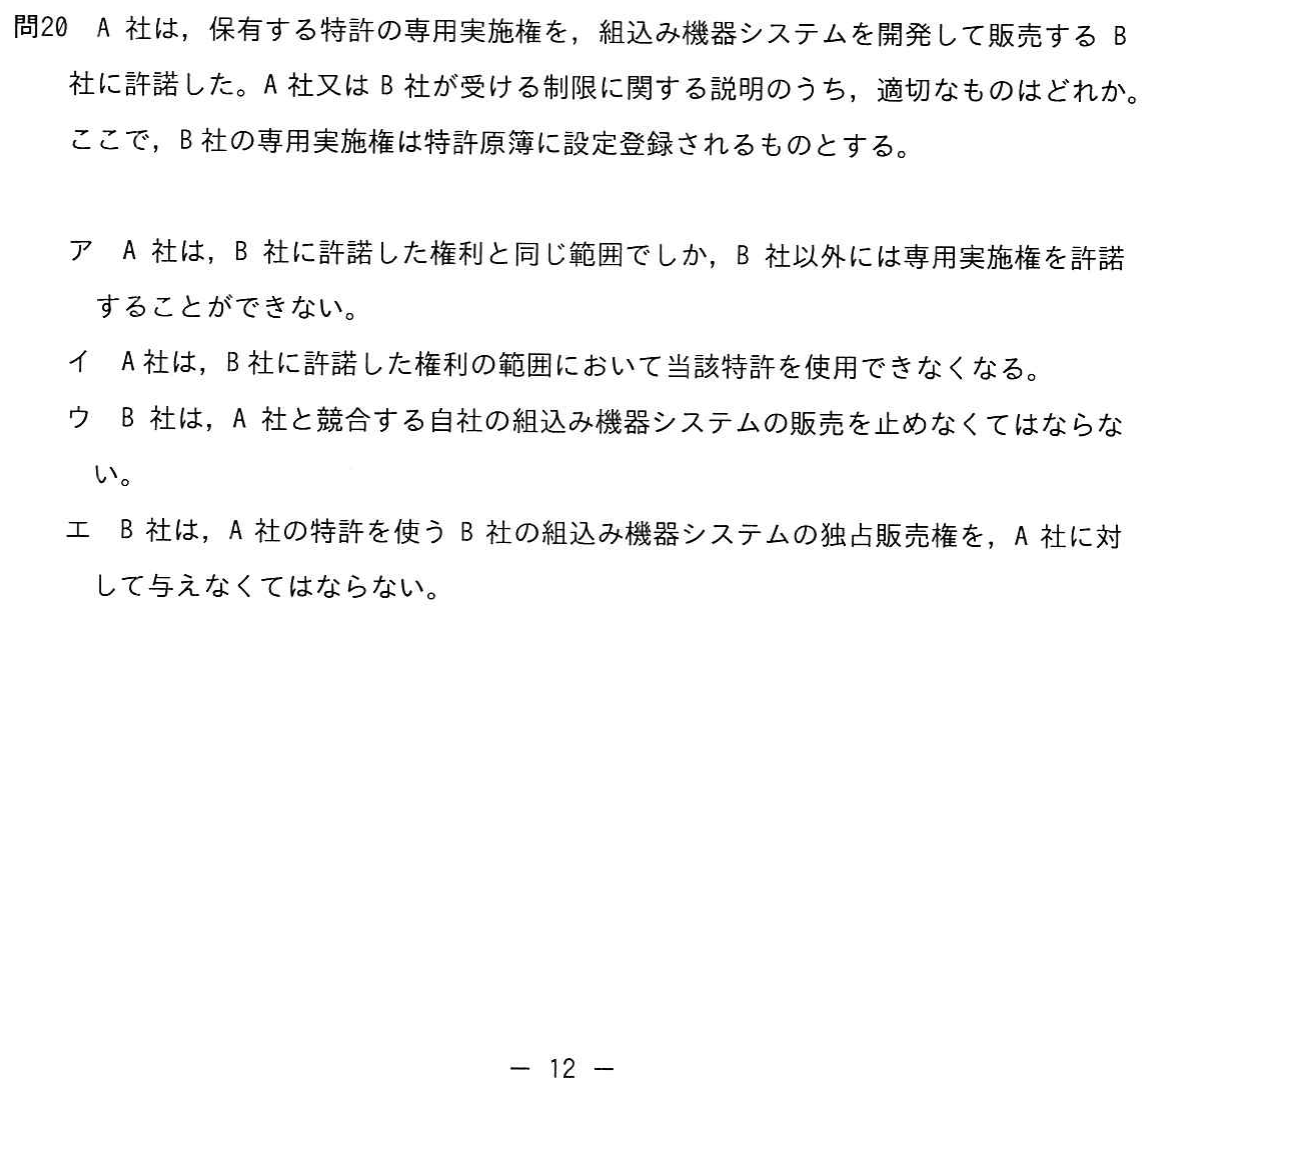 問20 A 社は，保有する特許の専用実施権を，組込み機器システムを開発して販売する B
社に許諾した。A 社又は B 社が受ける制限に関する説明のうち，適切なものはどれか。
ここで，B 社の専用実施権は特許原簿に設定登録されるものとする。
ア A 社は，B 社に許諾した権利と同じ範囲でしか，B 社以外には専用実施権を許諾
することができない。
イ A 社は，B 社に許諾した権利の範囲において当該特許を使用できなくなる。
ウ B 社は，A 社と競合する自社の組込み機器システムの販売を止めなくてはならな
い。
エ B 社は，A 社の特許を使う B 社の組込み機器システムの独占販売権を，A 社に対
して与えなくてはならない。
－ 12 －